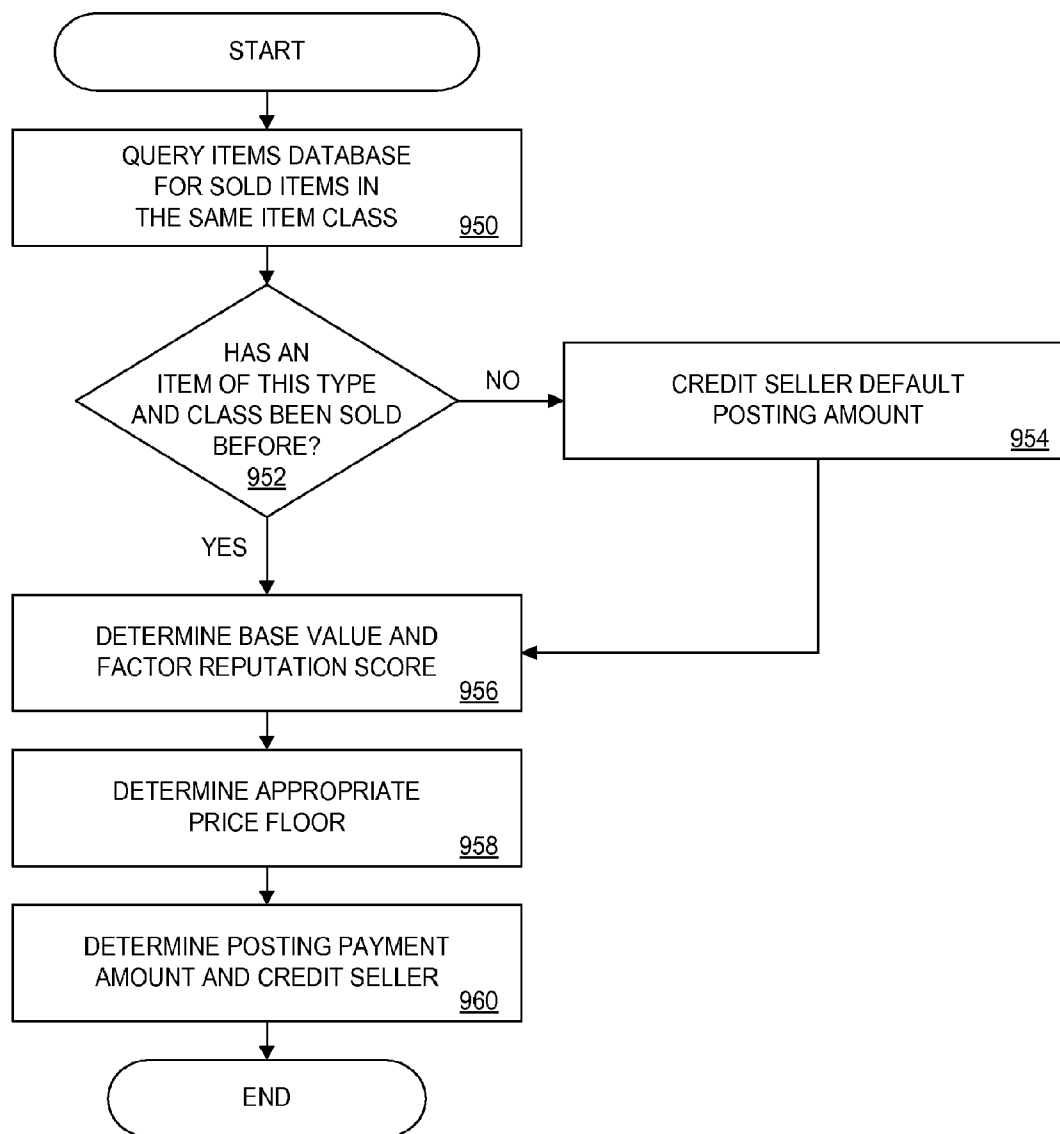 START
QUERY ITEMS DATABASE
FOR SOLD ITEMS IN
THE SAME ITEM CLASS
950
HAS AN
ITEM OF THIS TYPE
AND CLASS BEEN SOLD
BEFORE?
952
NO
CREDIT SELLER DEFAULT
POSTING AMOUNT
954
YES
DETERMINE BASE VALUE AND
FACTOR REPUTATION SCORE
956
DETERMINE APPROPRIATE
PRICE FLOOR
958
DETERMINE POSTING PAYMENT
AMOUNT AND CREDIT SELLER
960
END